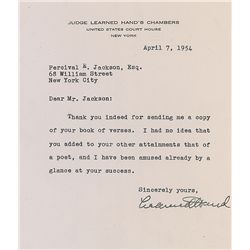 JUDGE LEARNED HAND'S CHAMBERS
UNITED STATES COURT HOUSE
NEW YORK
April 7, 1954
Percival E. Jackson, Esq.
68 William Street
New York City
Dear Mr. Jackson:
Thank you indeed for sending me a copy
of your book of verses. I had no idea that
you added to your other attainments that of
a poet, and I have been amused already by a
glance at your success.
Sincerely yours,
Learned Hand